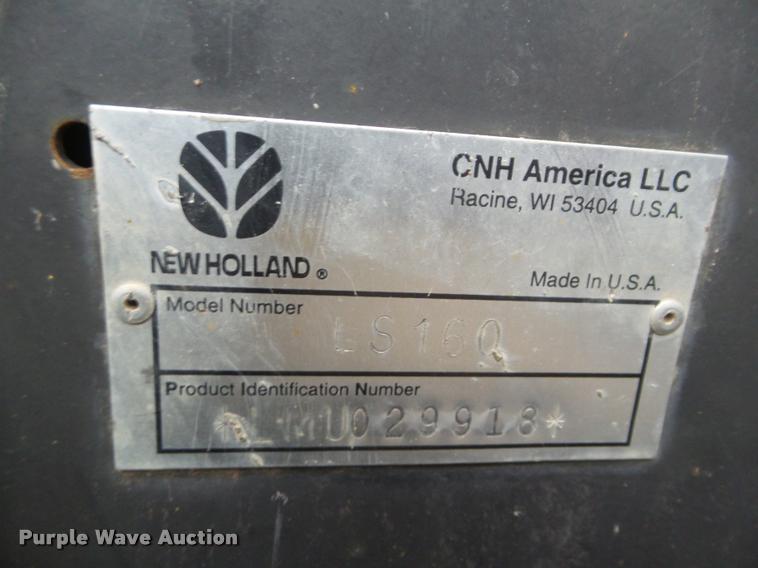 NEW HOLLAND ®
CNH America LLC
Racine, WI 53404 U.S.A.
Made In U.S.A.
Model Number
LS160
Product Identification Number
*LMU029918*
Purple Wave Auction